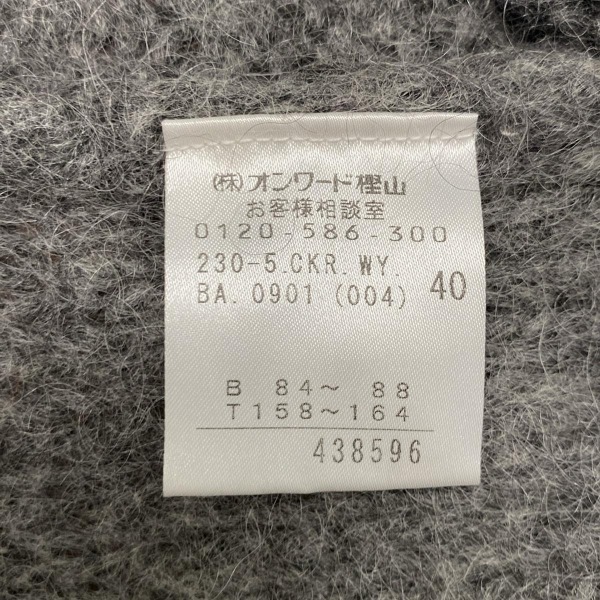 (株)オンワード樫山
お客様相談室
0120-586-300
230-5.CKR.WY.
BA.0901 (004) 40
B 84～ 88
T158～164
438596